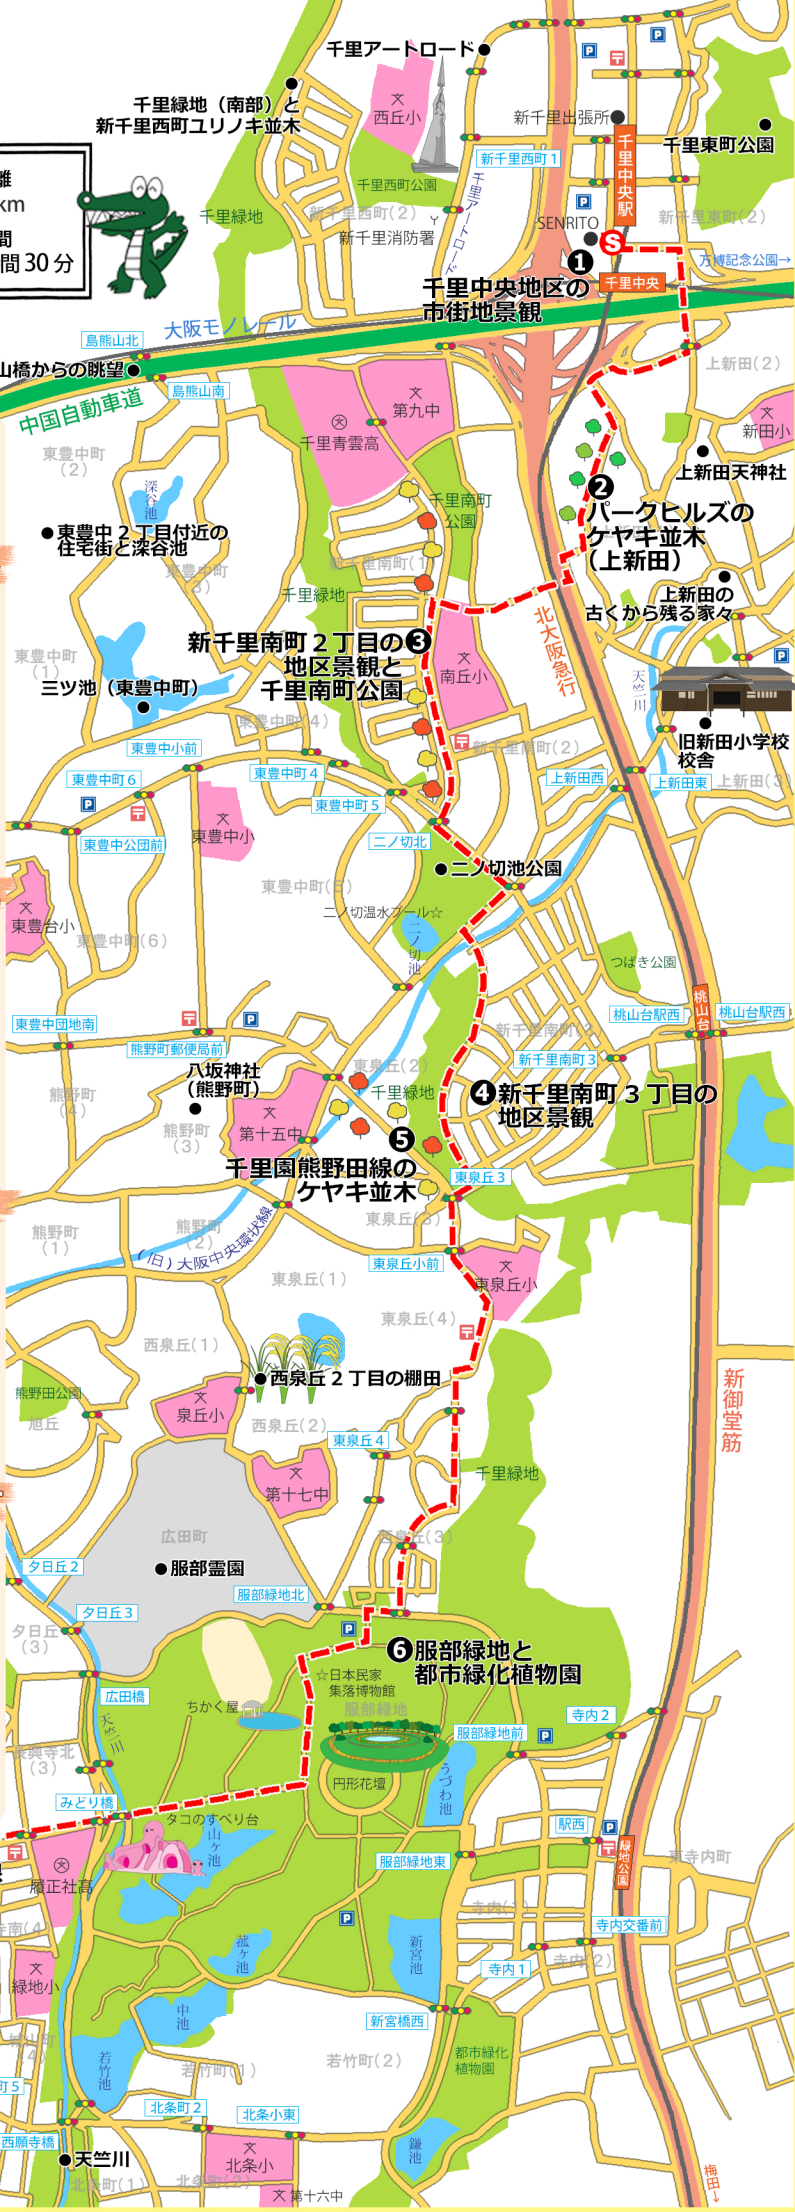 千里アートロード
千里緑地（南部）と
新千里西町ユリノキ並木
西丘小
新千里出張所
千里中央駅
千里東町公園
新千里西町1
千里西町公園
千里アートロード
離
km
間
間30分
千里緑地
新千里西町(2)
新千里消防署
SENRITO
S
新千里東町(2)
万博記念公園→
❶
千里中央地区の
市街地景観
千里中央
大阪モノレール
島熊山北
山橋からの眺望
島熊山南
中国自動車道
上新田(2)
第九中
千里青雲高
新田小
東豊中町
(2)
深谷池
上新田天神社
❷
パークヒルズの
ケヤキ並木
(上新田)
千里南町
公園
東豊中２丁目付近の
住宅街と深谷池
東豊中町
3)
新千里南町(1)
千里緑地
上新田の
古くから残る家々
北大阪急行
新千里南町２丁目の❸
地区景観と
千里南町公園
南丘小
東豊中町
(1)
三ツ池（東豊中町）
天竺川
旧新田小学校
校舎
東豊中町(4)
東豊中小前
新千里南町(2)
東豊中町4
東豊中町6
東豊中町5
上新田西
上新田東
上新田(3)
東豊中小
東豊中公団前
二ノ切北
二ノ切池公園
東豊中町(5)
二ノ切温水プール☆
二ノ切池
東豊台小
東豊中町(6)
つばき公園
桃山台
桃山台駅西
桃山台駅西
東豊中団地南
熊野町郵便局前
新千里南町(3)
新千里南町3
八坂神社
（熊野町）
東泉丘(2)
千里緑地
熊野町
(4)
❹新千里南町３丁目の
地区景観
熊野町
(3)
第十五中
❺
千里園熊野田線の
ケヤキ並木
東泉丘3
東泉丘(3)
熊野町
(1)
熊野町
(2)
(旧)大阪中央環状線
東泉丘小前
東泉丘小
東泉丘(1)
東泉丘(4)
西泉丘(1)
西泉丘２丁目の棚田
熊野田公園
旭丘
泉丘小
西泉丘(2)
東泉丘4
新御堂筋
第十七中
千里緑地
広田町
西泉丘(3)
服部霊園
夕日丘2
服部緑地北
夕日丘3
夕日丘
(3)
❻服部緑地と
都市緑化植物園
☆日本民家
集落博物館
広田橋
ちかく屋
服部緑地
天竺川
服部緑地前
寺内2
長興寺北
(3)
円形花壇
うづわ池
みどり橋
タコのすべり台
山ヶ池
駅西
緑地公園
東寺内町
服部緑地東
履正社高
寺内(1)
寺内交番前
寺南(4)
菰ヶ池
新宮池
寺内1
寺内(2)
緑地小
中池
新宮橋西
城山町
(4)
若竹池
若竹町(1)
若竹町(2)
都市緑化
植物園
町5
北条町2
北条小東
西願寺橋
天竺川
北条小
鎌池
北条町(1)
北条町(2)
第十六中
梅田→